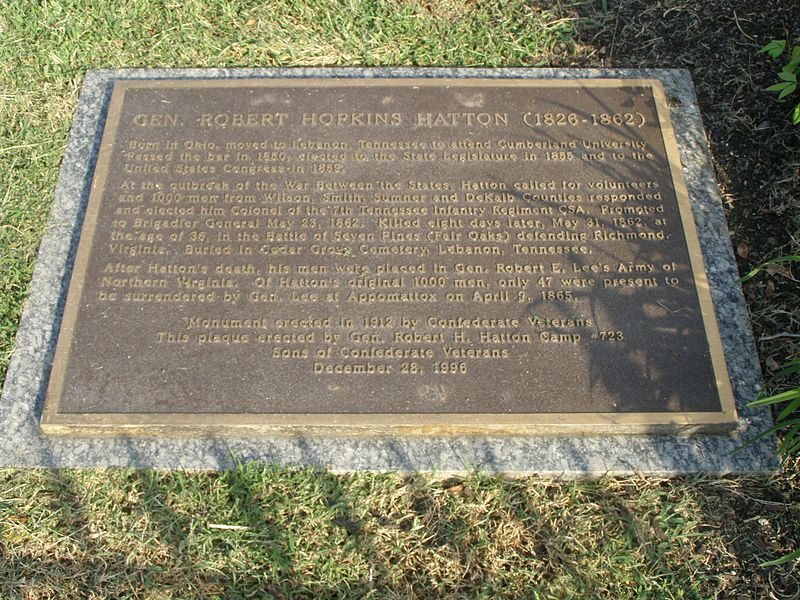 GEN. ROBERT HOPKINS HATTON (1826-1862)
Born in Ohio, moved to Lebanon, Tennessee to attend Cumberland University.
Passed the bar in 1850, elected to the State Legislature in 1855 and to the
United States Congress in 1859.
At the outbreak of the War Between the States, Hatton called for volunteers
and 1000 men from Wilson, Smith, Sumner and DeKalb Counties responded
and elected him Colonel of the 7th Tennessee Infantry Regiment CSA. Promoted
to Brigadier General May 23, 1862. Killed eight days later, May 31, 1862, at
the age of 36, in the Battle of Seven Pines (Fair Oaks) defending Richmond,
Virginia. Buried in Cedar Grove Cemetery, Lebanon, Tennessee.
After Hatton's death, his men were placed in Gen. Robert E. Lee's Army of
Northern Virginia. Of Hatton's original 1000 men, only 47 were present to
be surrendered by Gen. Lee at Appomattox on April 9, 1865.
Monument erected in 1912 by Confederate Veterans
This plaque erected by Gen. Robert H. Hatton Camp #723
Sons of Confederate Veterans
December 28, 1996